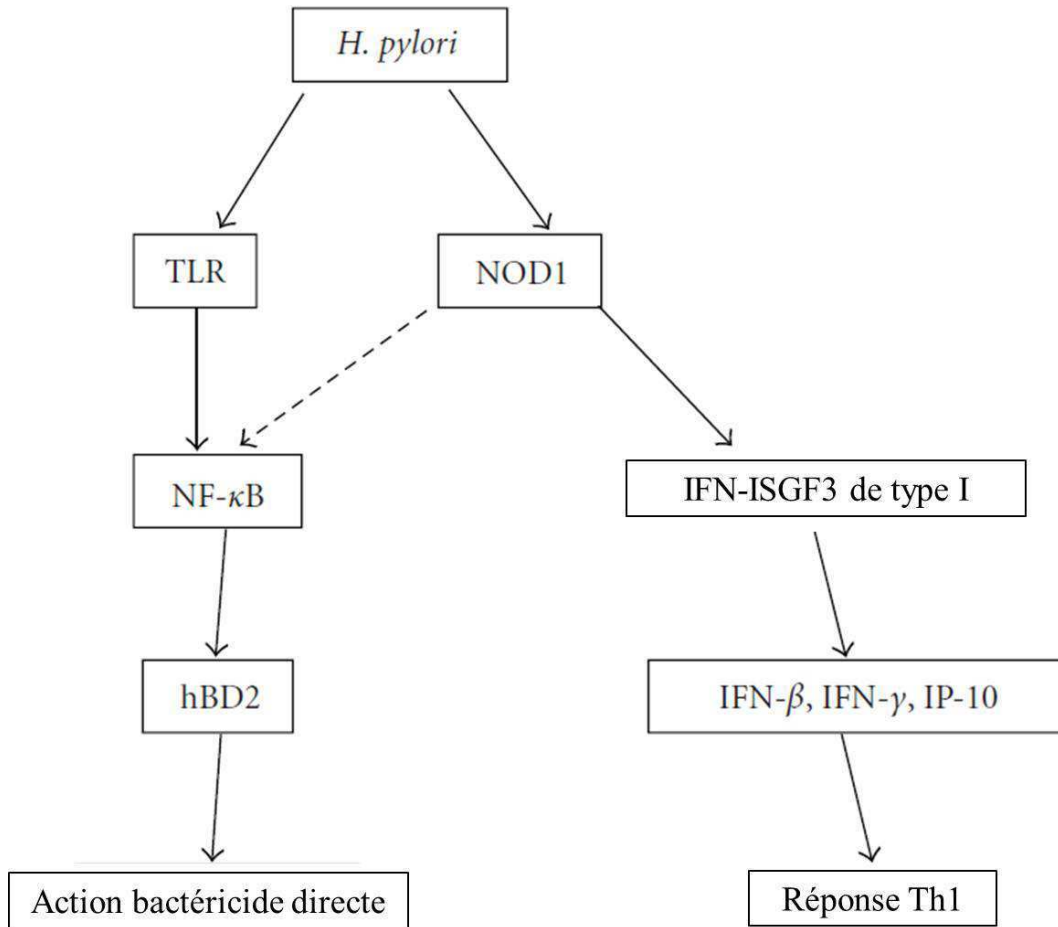 H. pylori
TLR
NOD1
NF-κB
IFN-ISGF3 de type I
hBD2
IFN-β, IFN-γ, IP-10
Action bactéricide directe
Réponse Th1